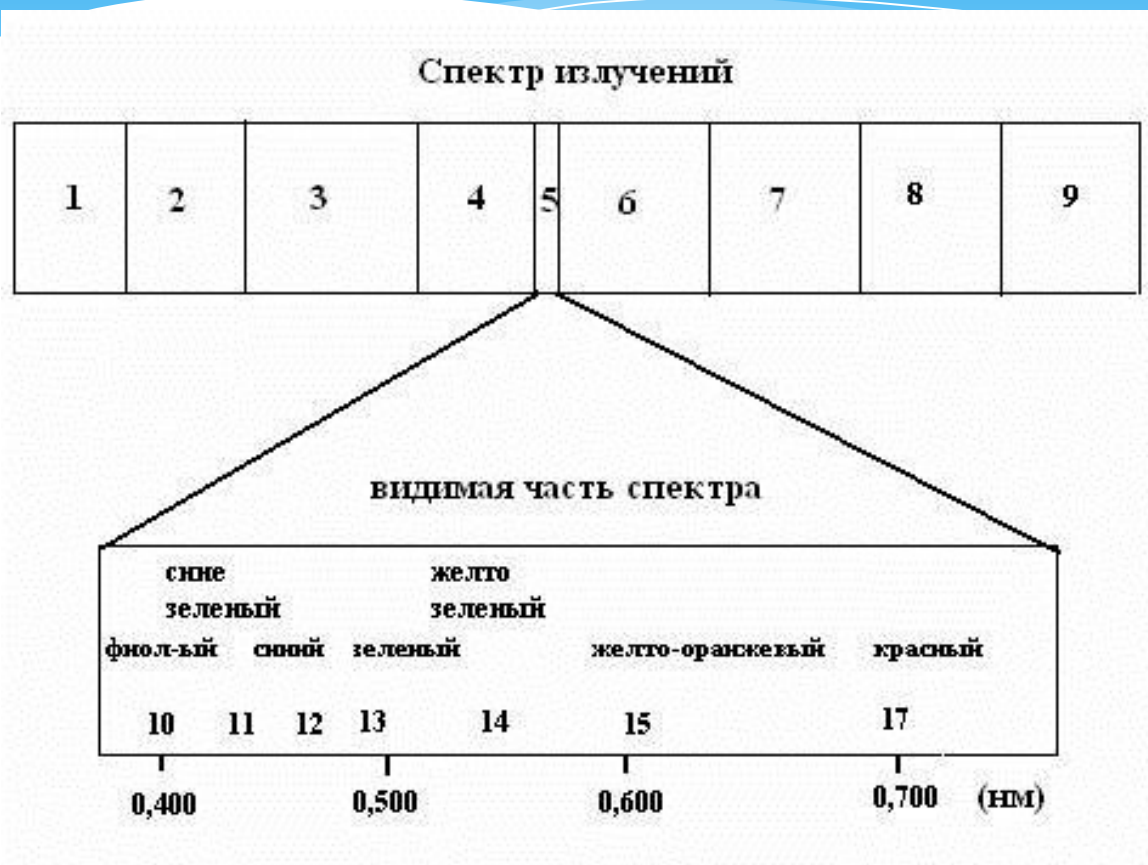 Спектр излучений
1 2 3 4 5 6 7 8 9
видимая часть спектра
сине желто
зеленый зеленый
фиол-ый синий зеленый желто-оранжевый красный
10 11 12 13 14 15 17
0,400 0,500 0,600 0,700 (нм)